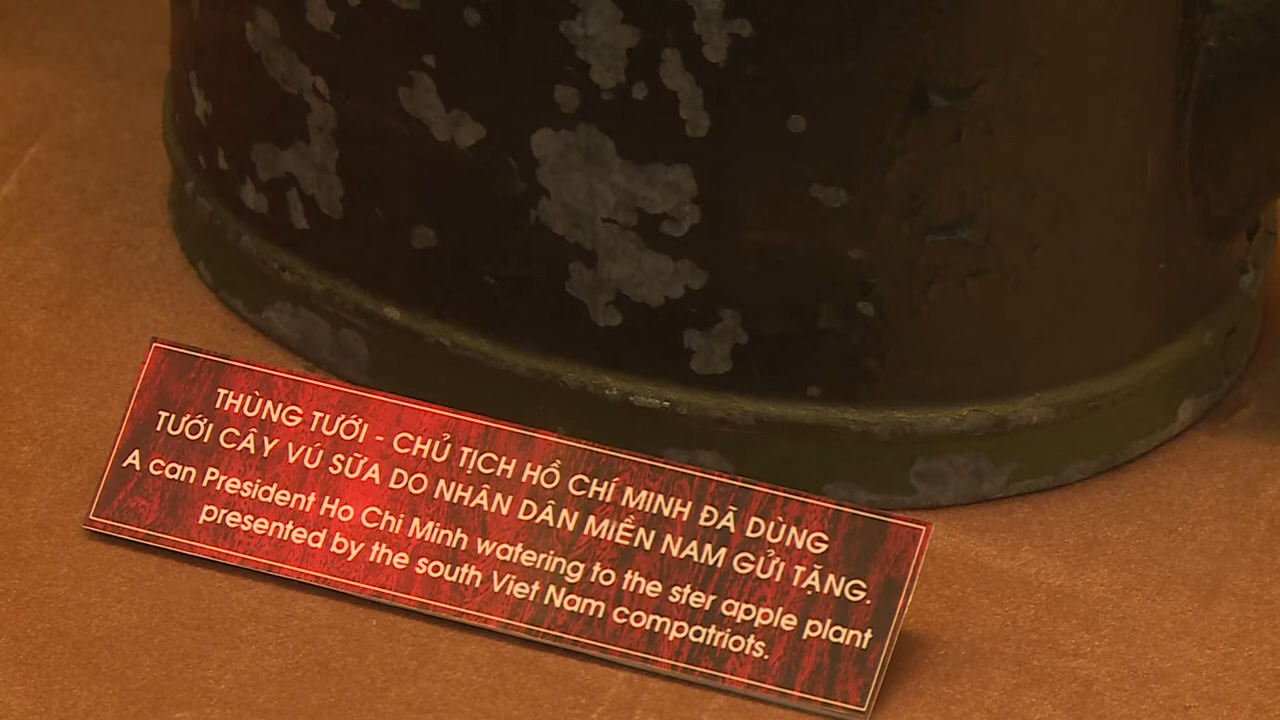 THÙNG TƯỚI - CHỦ TỊCH HỒ CHÍ MINH ĐÃ DÙNG
TƯỚI CÂY VÚ SỮA DO NHÂN DÂN MIỀN NAM GỬI TẶNG.
A can President Ho Chi Minh watering to the ster apple plant
presented by the south Viet Nam compatriots.